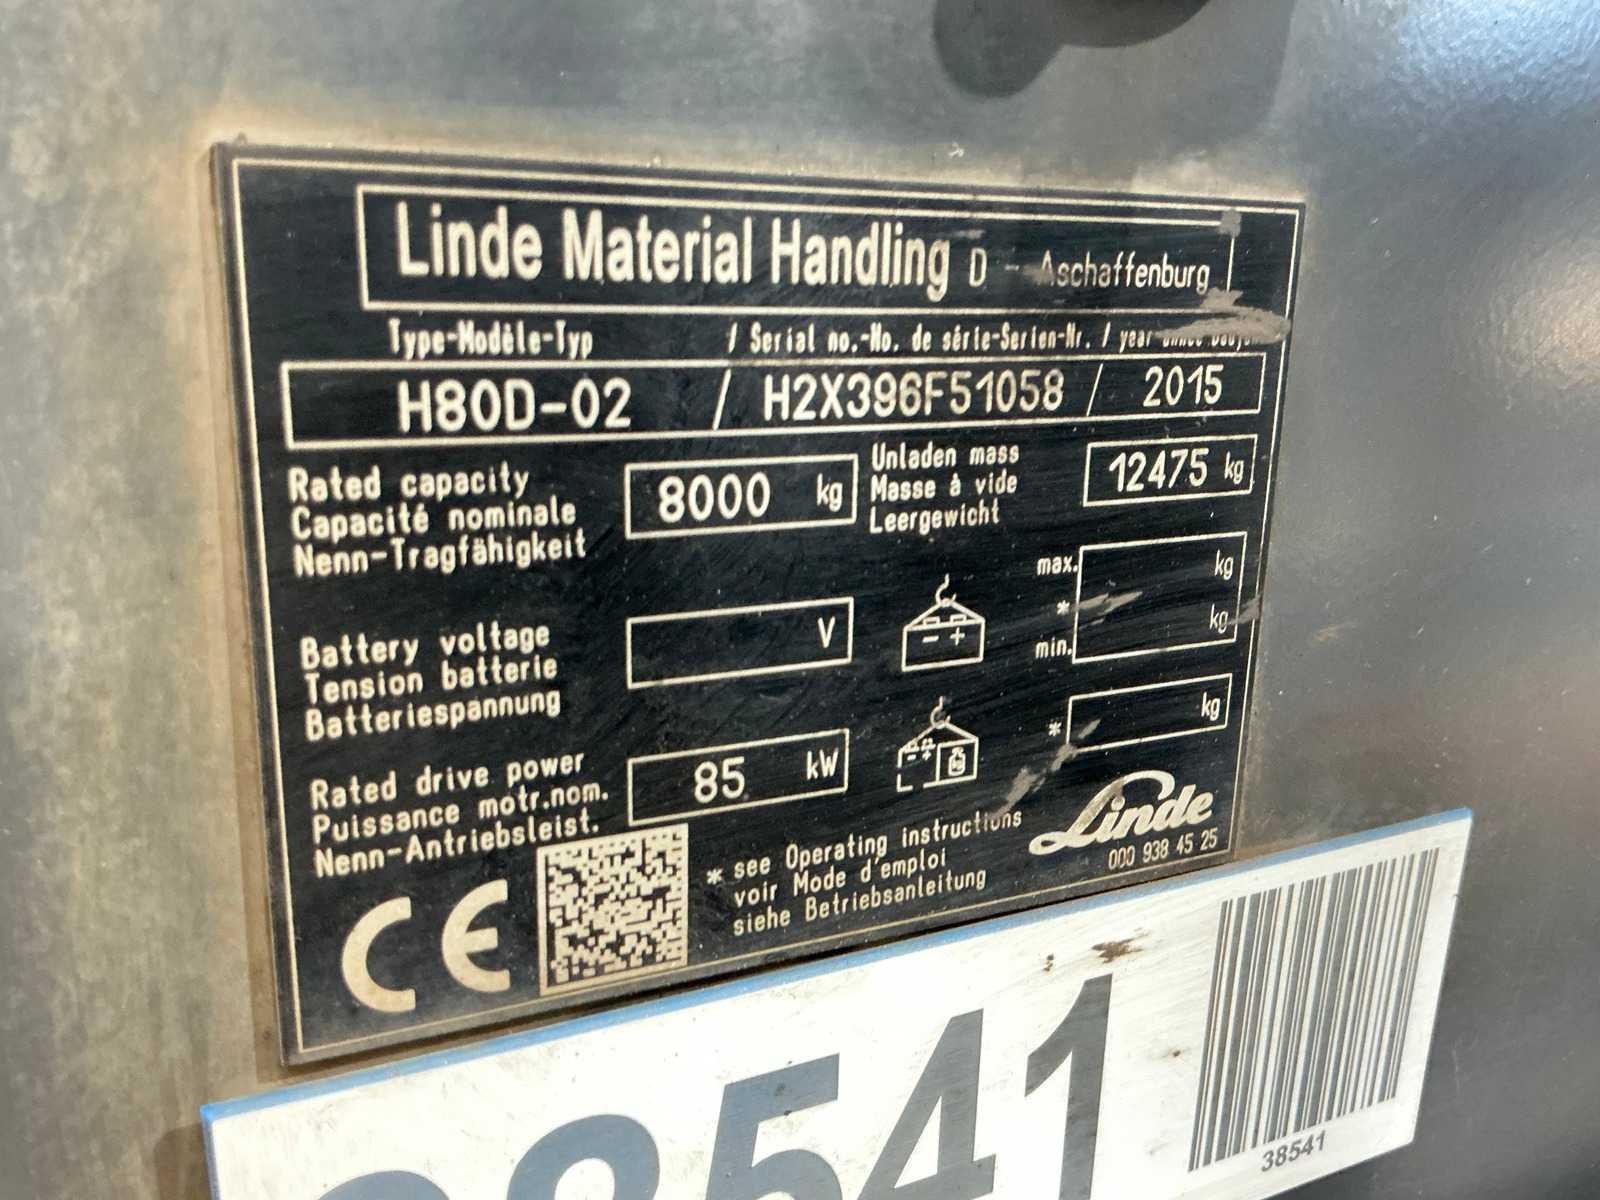 Linde Material Handling D - Aschaffenburg
Type-Modèle-Typ / Serial no.-No. de série-Serien-Nr. / year
H80D-02 / H2X396F51058 / 2015
Rated capacity
Capacité nominale
Nenn-Tragfähigkeit
8000 kg
Unladen mass
Masse à vide
Leergewicht
12475 kg
Battery voltage
Tension batterie
Batteriespannung
V
- +
max. kg
*
min. kg
Rated drive power
Puissance motr.nom.
Nenn-Antriebsleist.
85 kW
- + kg
* kg
CE
* see Operating instructions
voir Mode d'emploi
siehe Betriebsanleitung
Linde
000 938 45 25
38541
38541